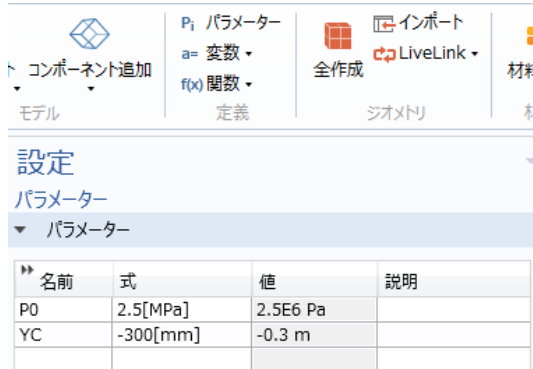 Pi パラメーター
インポート
a= 変数
LiveLink
ト コンポーネント追加
f(x) 関数
全作成
モデル
定義
ジオメトリ
設定
パラメーター
パラメーター
名前 式 値 説明
P0 2.5[MPa] 2.5E6 Pa
YC -300[mm] -0.3 m